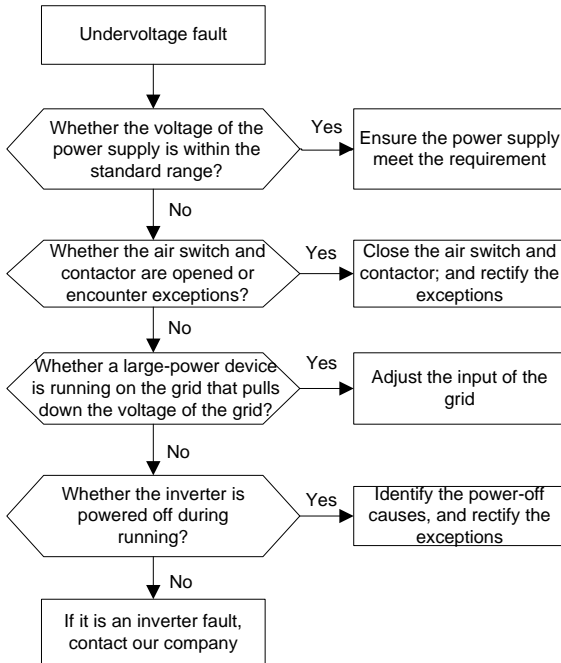 Undervoltage fault
Whether the voltage of the
power supply is within the
standard range?
Yes
Ensure the power supply
meet the requirement
No
Whether the air switch and
contactor are opened or
encounter exceptions?
Yes
Close the air switch and
contactor; and rectify the
exceptions
No
Whether a large-power device
is running on the grid that pulls
down the voltage of the grid?
Yes
Adjust the input of the
grid
No
Whether the inverter is
powered off during
running?
Yes
Identify the power-off
causes, and rectify the
exceptions
No
If it is an inverter fault,
contact our company